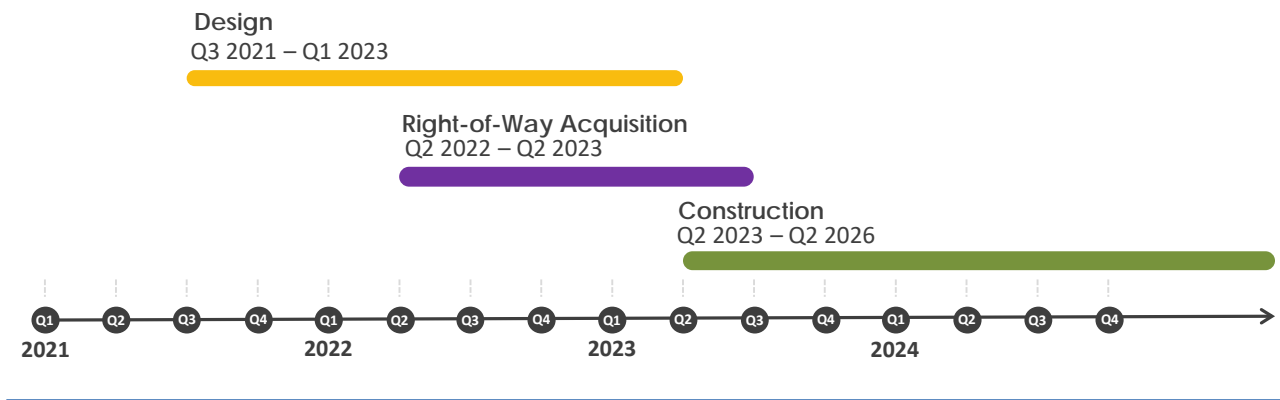 Design
Q3 2021 – Q1 2023
Right-of-Way Acquisition
Q2 2022 – Q2 2023
Construction
Q2 2023 – Q2 2026
Q1 Q2 Q3 Q4 Q1 Q2 Q3 Q4 Q1 Q2 Q3 Q4 Q1 Q2 Q3 Q4
2021 2022 2023 2024